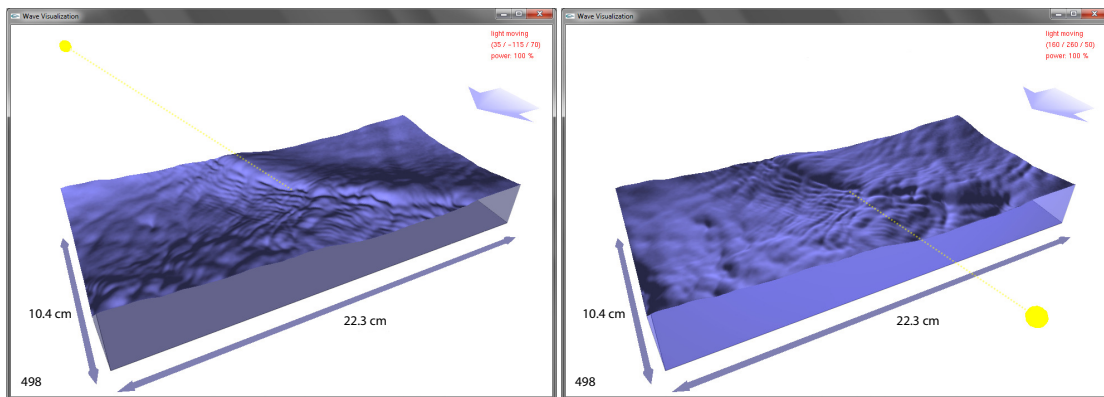 Wave Visualization
light moving
(35 / -115 / 70)
power: 100 %
10.4 cm
22.3 cm
498
Wave Visualization
light moving
(160 / 260 / 50)
power: 100 %
10.4 cm
22.3 cm
498